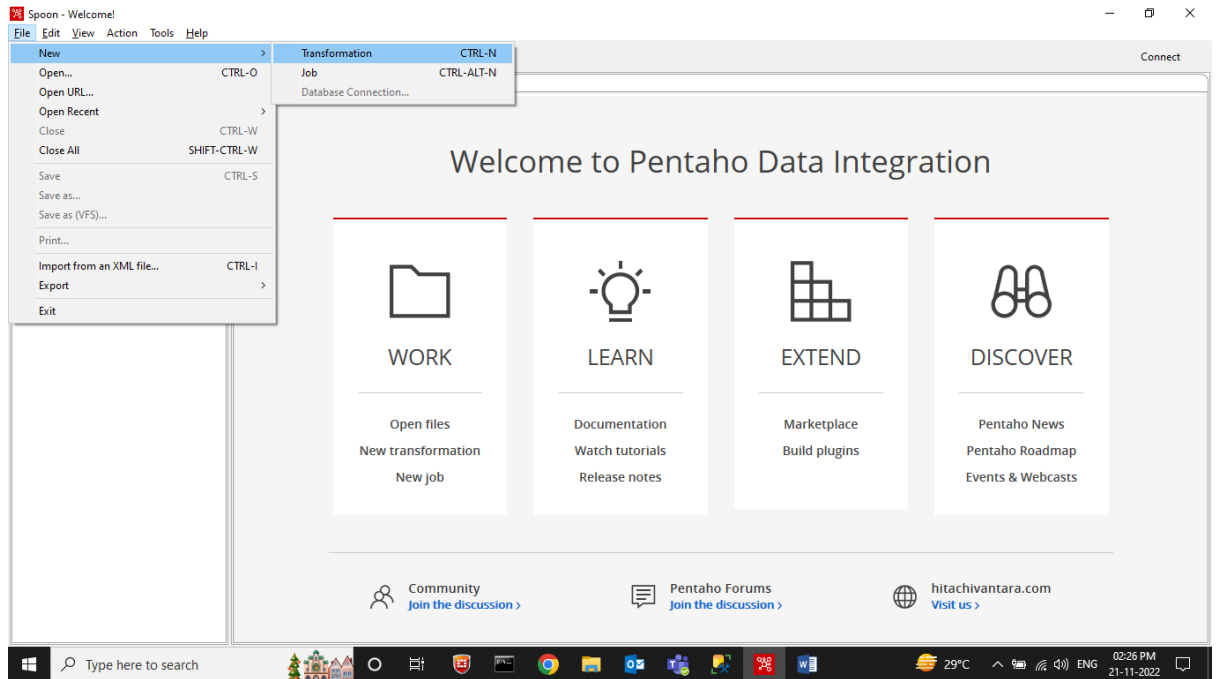 Spoon - Welcome!
File Edit View Action Tools Help
New > Transformation CTRL-N
Connect
Open... CTRL-O Job CTRL-ALT-N
Open URL... Database Connection...
Open Recent >
Close CTRL-W
Close All SHIFT-CTRL-W
Save CTRL-S
Save as...
Save as (VFS)...
Print...
Import from an XML file... CTRL-I
Export >
Exit
Welcome to Pentaho Data Integration
WORK
Open files
New transformation
New job
LEARN
Documentation
Watch tutorials
Release notes
EXTEND
Marketplace
Build plugins
DISCOVER
Pentaho News
Pentaho Roadmap
Events & Webcasts
Community
Join the discussion >
Pentaho Forums
Join the discussion >
hitachivantara.com
Visit us >
Type here to search
29°C
ENG
02:26 PM
21-11-2022